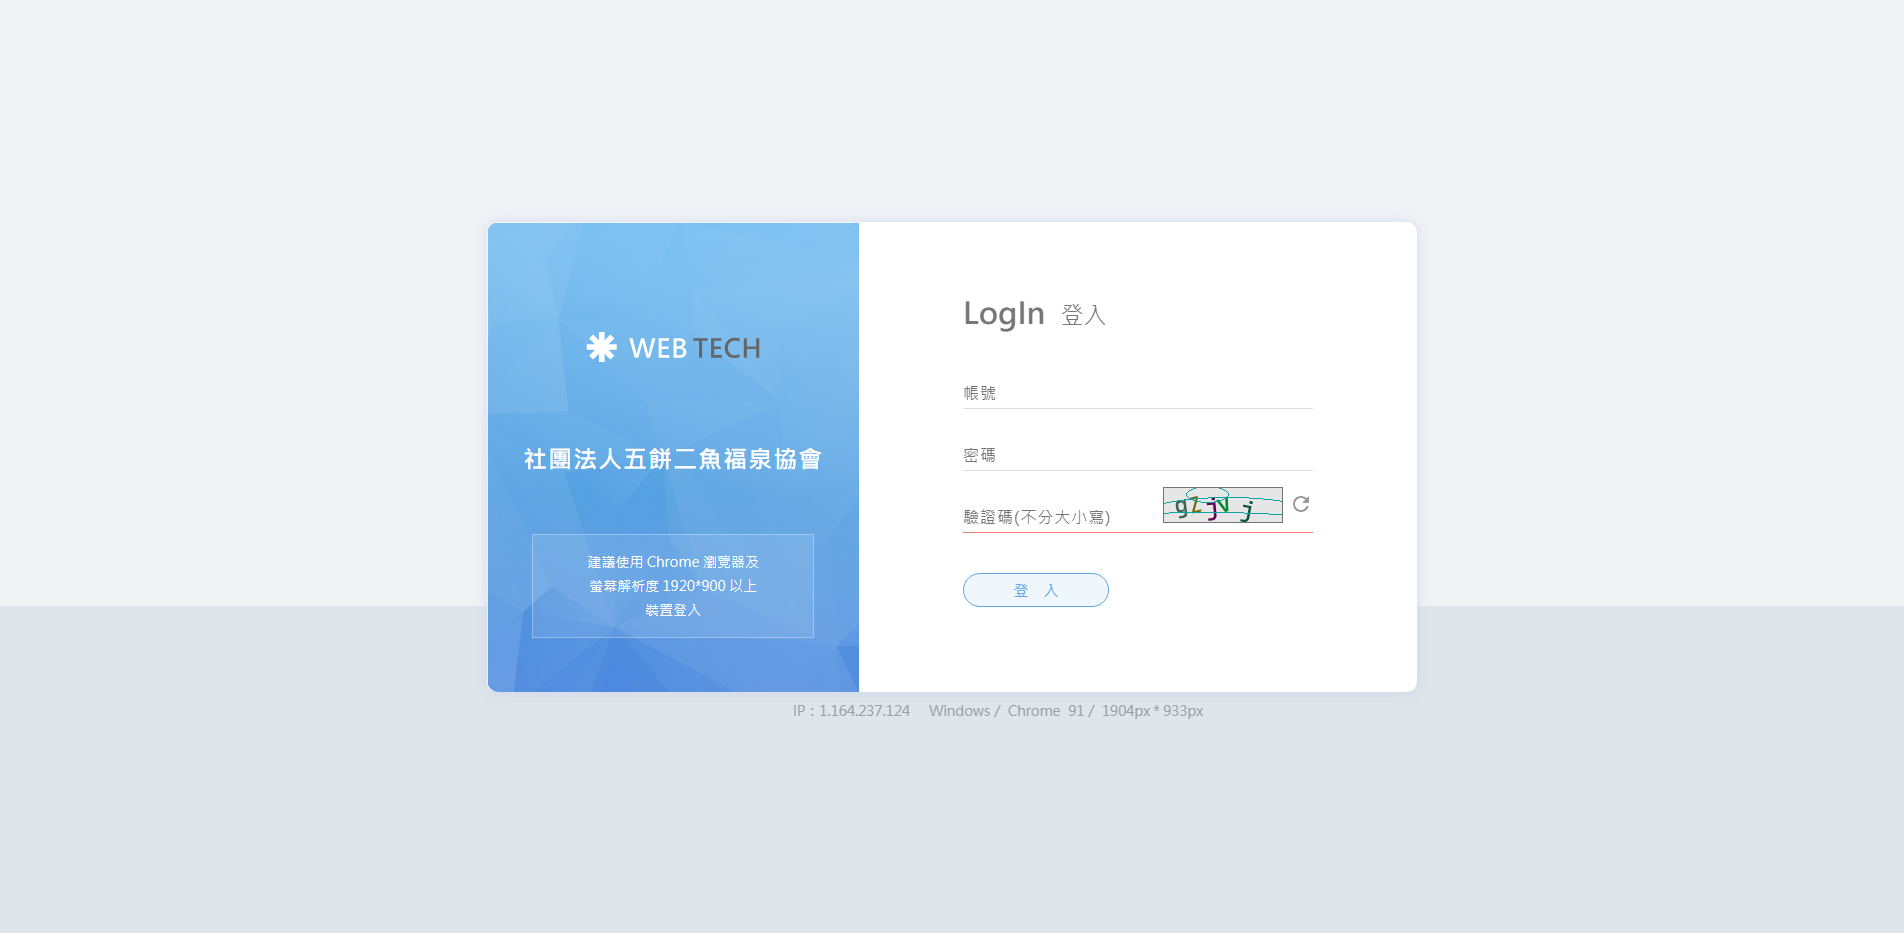 WEB TECH
社團法人五餅二魚福泉協會
建議使用 Chrome 瀏覽器及
螢幕解析度 1920*900 以上
裝置登入
LogIn 登入
帳號
密碼
驗證碼(不分大小寫)
gzjvj
登 入
IP : 1.164.237.124 Windows / Chrome 91 / 1904px * 933px